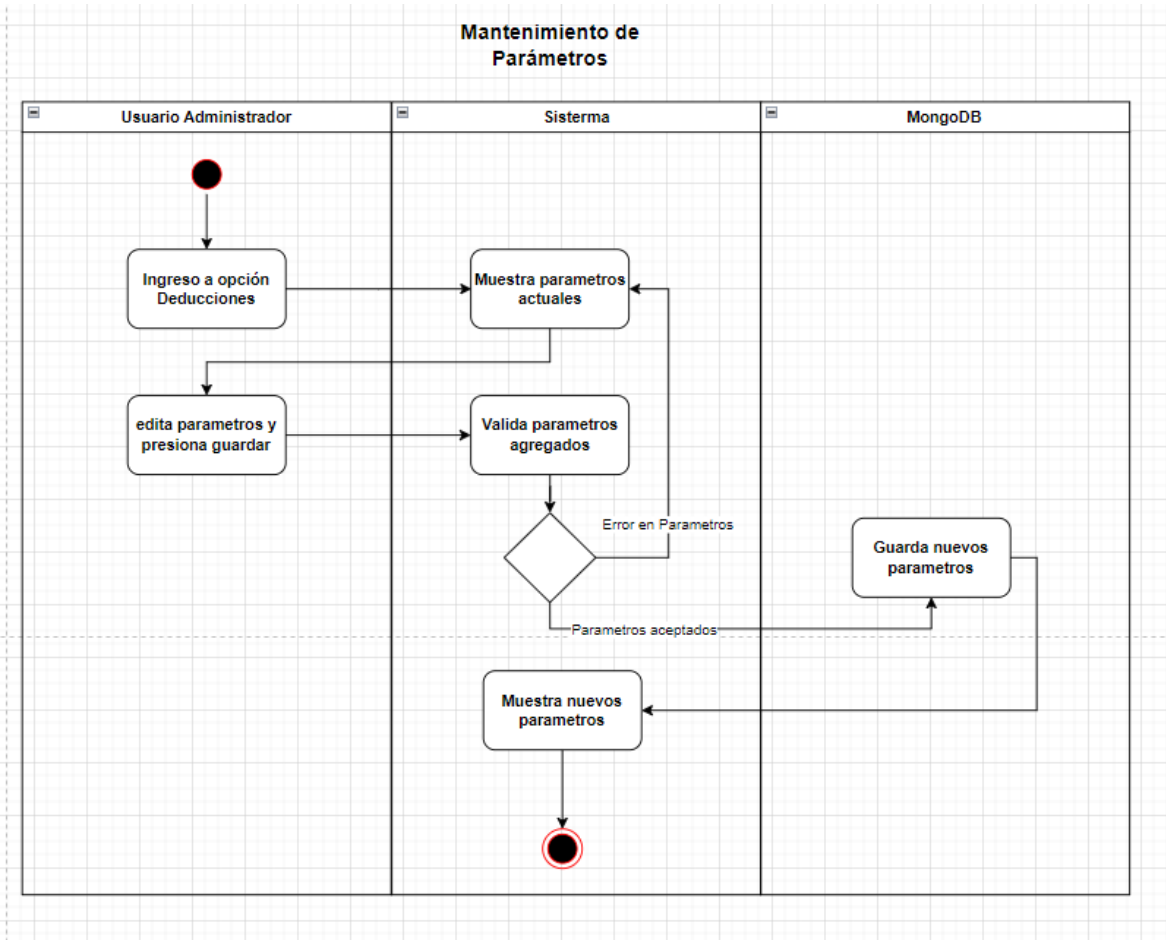 Mantenimiento de
Parámetros
Usuario Administrador
Sisterma
MongoDB
Ingreso a opción
Deducciones
Muestra parametros
actuales
edita parametros y
presiona guardar
Valida parametros
agregados
Error en Parametros
Guarda nuevos
parametros
Parametros aceptados
Muestra nuevos
parametros